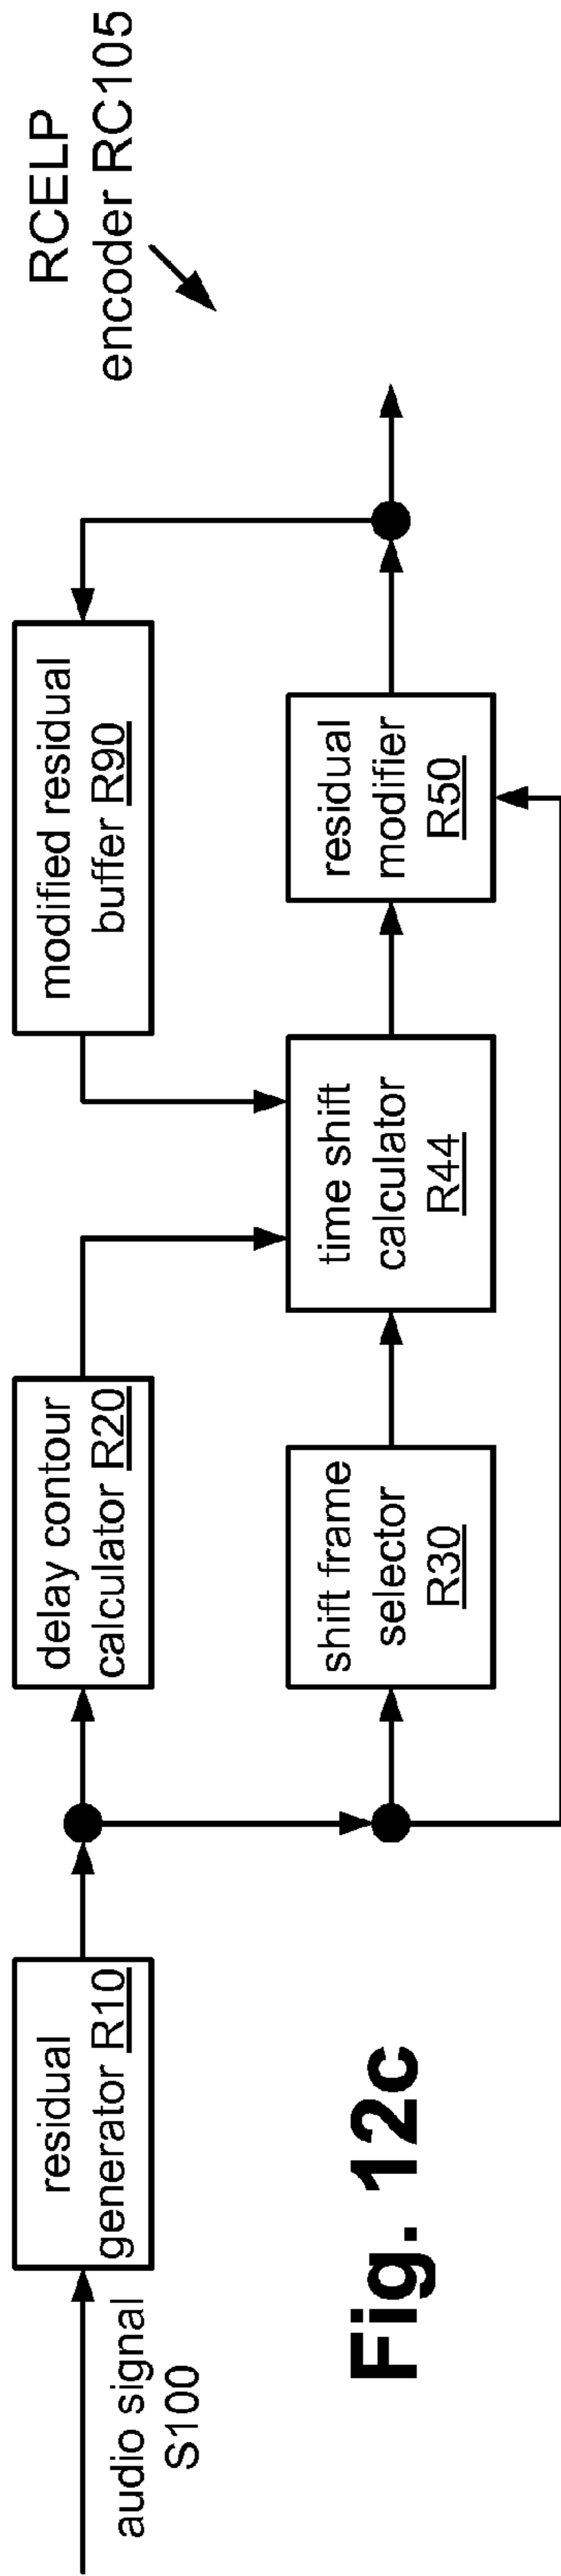 RCELP
encoder RC105
audio signal
S100
residual
generator R10
delay contour
calculator R20
modified residual
buffer R90
shift frame
selector
R30
time shift
calculator
R44
residual
modifier
R50
Fig. 12c